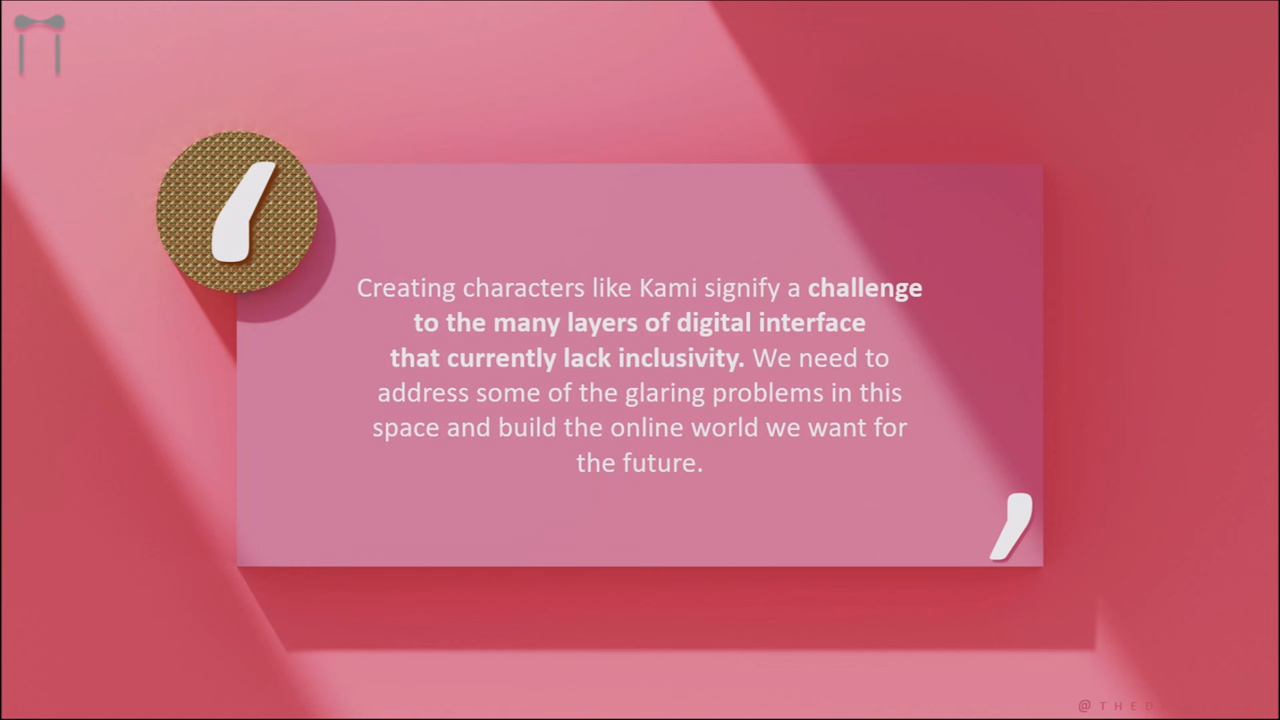 Creating characters like Kami signify a challenge
to the many layers of digital interface
that currently lack inclusivity. We need to
address some of the glaring problems in this
space and build the online world we want for
the future.